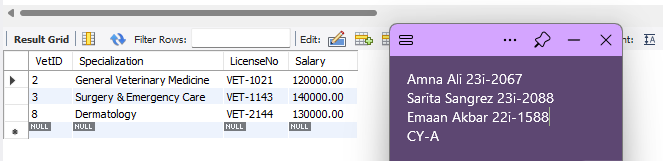 Result Grid Filter Rows: Edit:
VetID Specialization LicenseNo Salary
2 General Veterinary Medicine VET-1021 120000.00
3 Surgery & Emergency Care VET-1143 140000.00
8 Dermatology VET-2144 130000.00
NULL NULL NULL NULL
Amna Ali 23i-2067
Sarita Sangrez 23i-2088
Emaan Akbar 22i-1588
CY-A